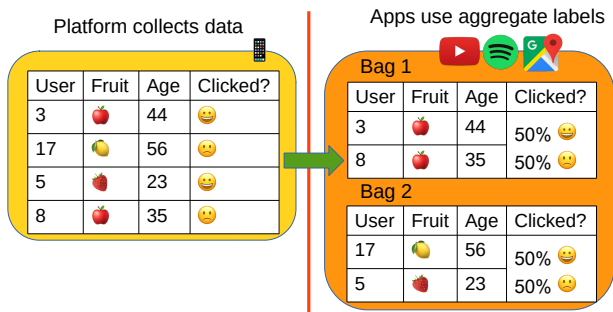 Platform collects data
User Fruit Age Clicked?
3 44
17 56
5 23
8 35
Apps use aggregate labels
G
Bag 1
User Fruit Age Clicked?
3 44
50%
8 35
50%
Bag 2
User Fruit Age Clicked?
17 56
50%
5 23
50%